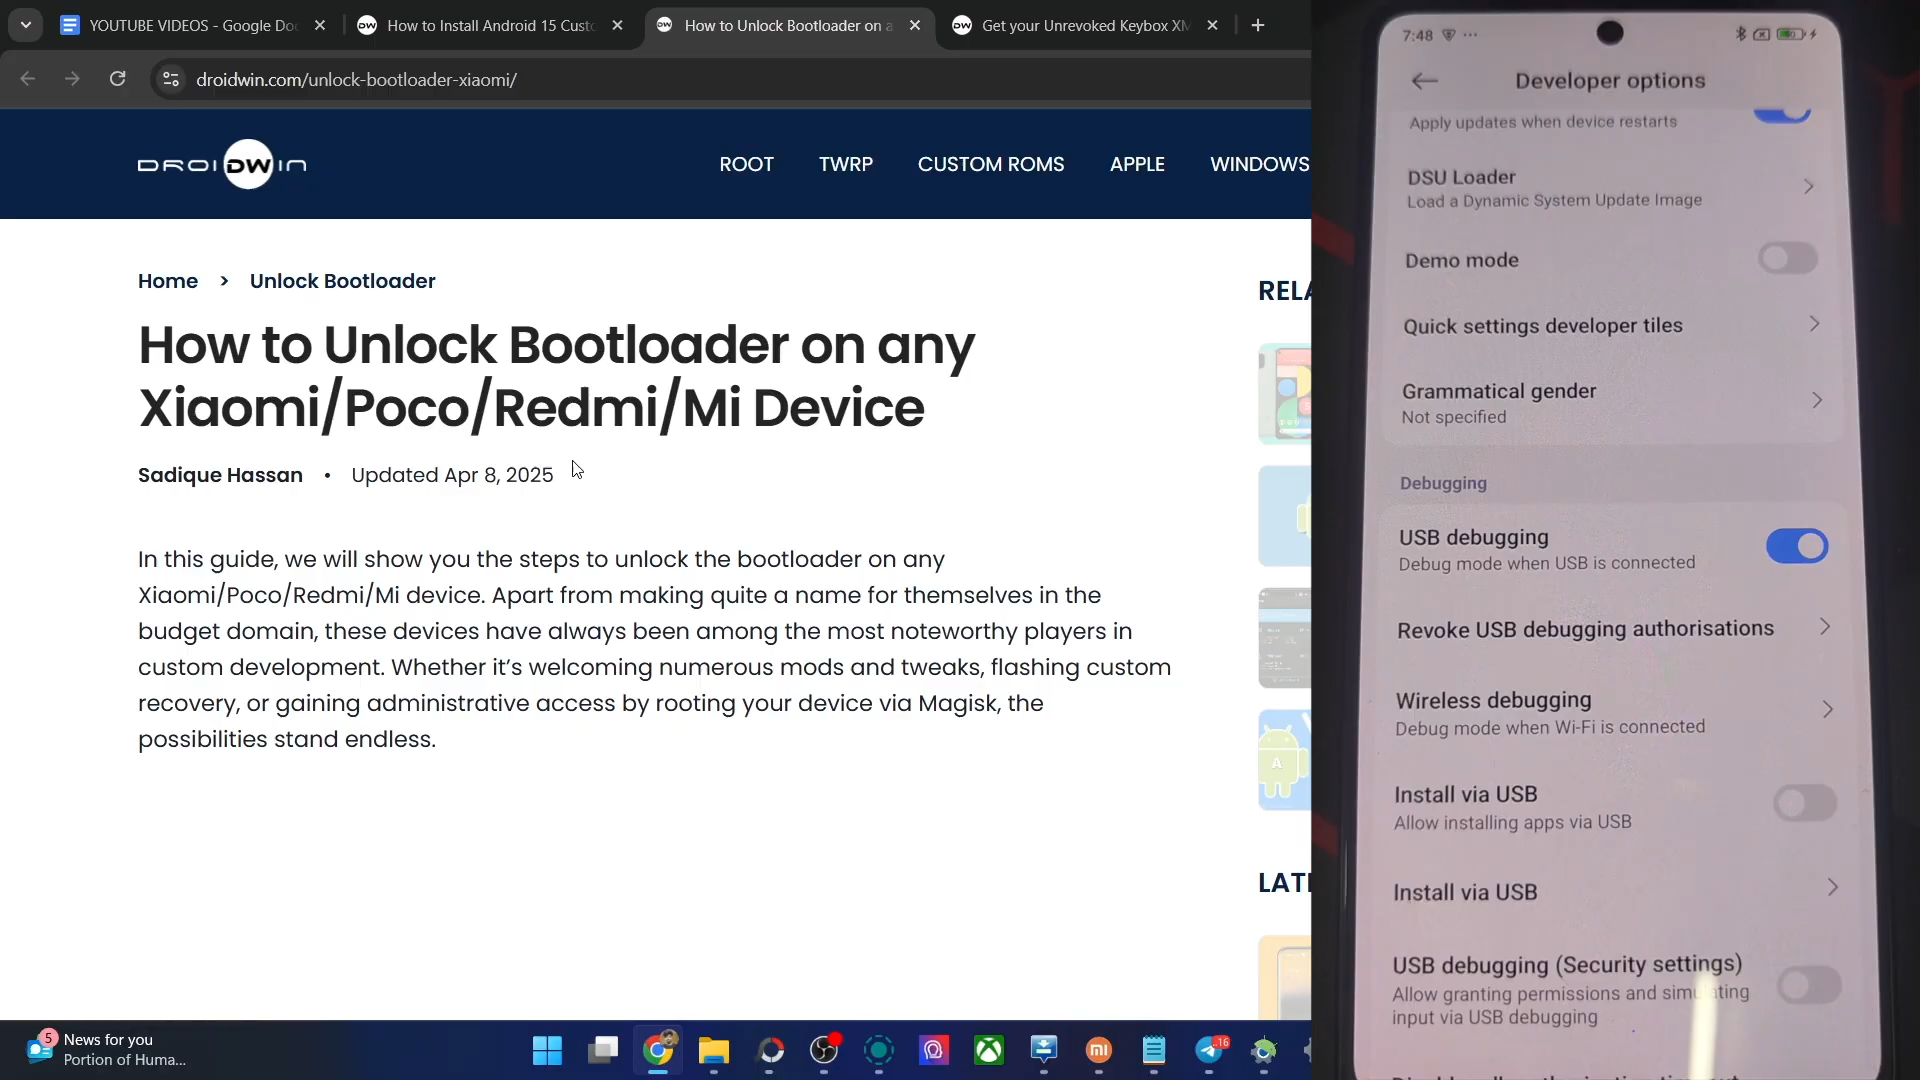 YOUTUBE VIDEOS - Google Do
How to Install Android 15 Custo
How to Unlock Bootloader on a
Get your Unrevoked Keybox XM
droidwin.com/unlock-bootloader-xiaomi/
DROIDWIN
ROOT
TWRP
CUSTOM ROMS
APPLE
WINDOWS
Home > Unlock Bootloader
How to Unlock Bootloader on any
Xiaomi/Poco/Redmi/Mi Device
Sadique Hassan • Updated Apr 8, 2025
In this guide, we will show you the steps to unlock the bootloader on any
Xiaomi/Poco/Redmi/Mi device. Apart from making quite a name for themselves in the
budget domain, these devices have always been among the most noteworthy players in
custom development. Whether it's welcoming numerous mods and tweaks, flashing custom
recovery, or gaining administrative access by rooting your device via Magisk, the
possibilities stand endless.
RELA
A
LATE
5
News for you
Portion of Huma...
mi
16
7:48
Developer options
Apply updates when device restarts
DSU Loader
Load a Dynamic System Update Image
Demo mode
Quick settings developer tiles
Grammatical gender
Not specified
Debugging
USB debugging
Debug mode when USB is connected
Revoke USB debugging authorisations
Wireless debugging
Debug mode when Wi-Fi is connected
Install via USB
Allow installing apps via USB
Install via USB
USB debugging (Security settings)
Allow granting permissions and simulating
input via USB debugging